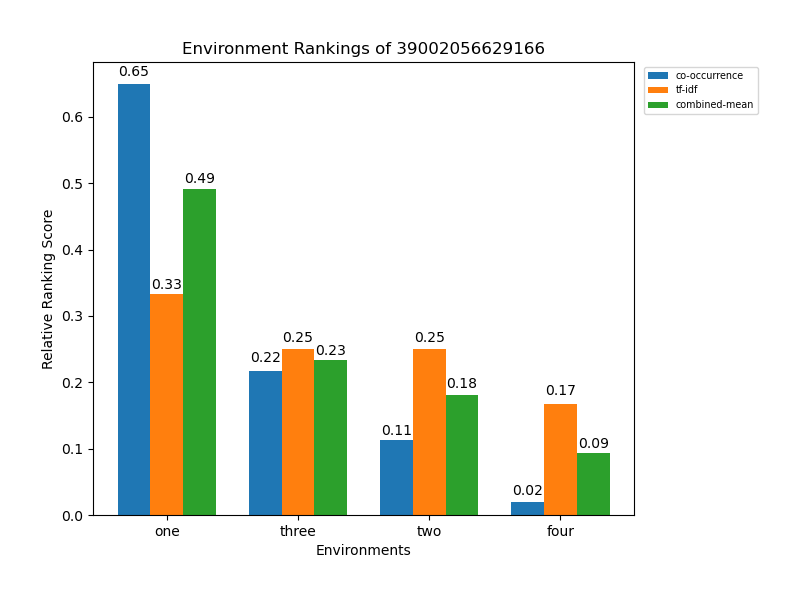 Environment Rankings of 39002056629166
co-occurrence
tf-idf
combined-mean
Relative Ranking Score
0.6
0.5
0.4
0.3
0.2
0.1
0.0
0.65
0.33
0.49
0.22
0.25
0.23
0.11
0.25
0.18
0.02
0.17
0.09
one
three
two
four
Environments